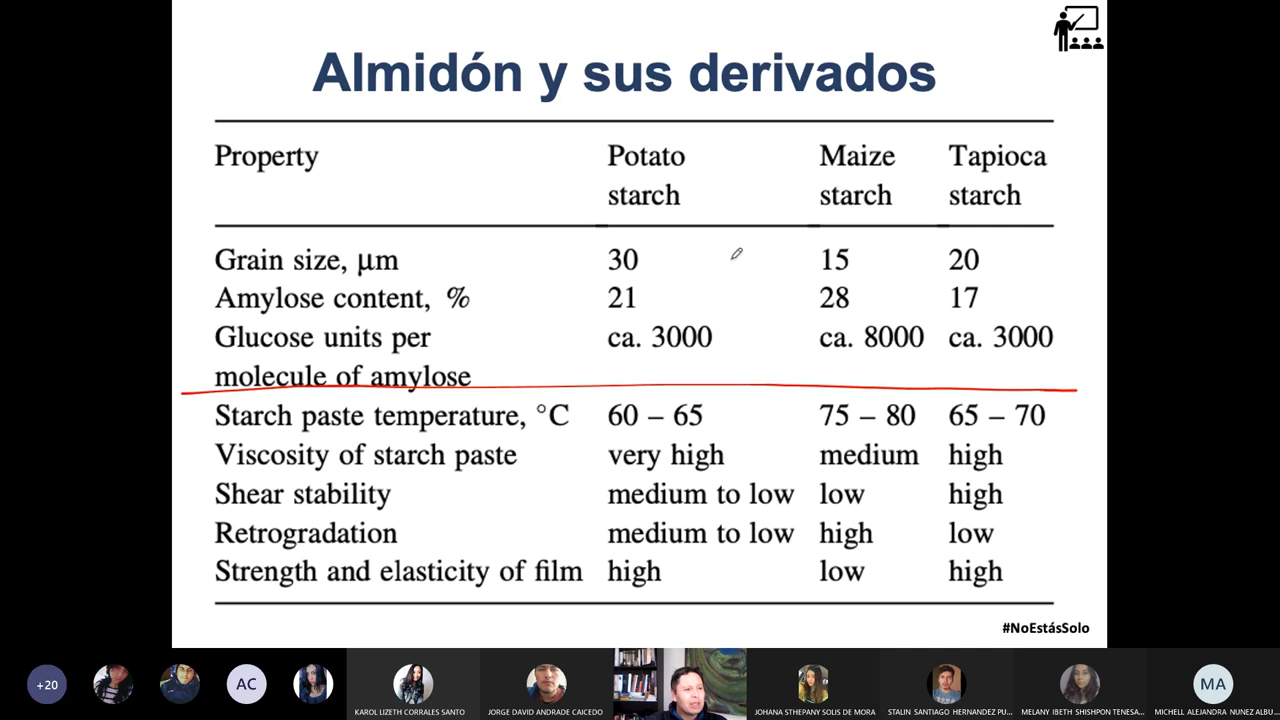 Almidón y sus derivados
Property Potato starch Maize starch Tapioca starch
Grain size, μm 30 15 20
Amylose content, % 21 28 17
Glucose units per molecule of amylose ca. 3000 ca. 8000 ca. 3000
Starch paste temperature, °C 60 – 65 75 – 80 65 – 70
Viscosity of starch paste very high medium high
Shear stability medium to low low high
Retrogradation medium to low high low
Strength and elasticity of film high low high
#NoEstásSolo
+20
AC
MA
KAROL LIZETH CORRALES SANTO
JORGE DAVID ANDRADE CAICEDO
JOHANA STHEPANY SOLIS DE MORA
STALIN SANTIAGO HERNANDEZ PU...
MELANY IBETH SHISHPON TENESA...
MICHELL ALEJANDRA NUNEZ ALBU